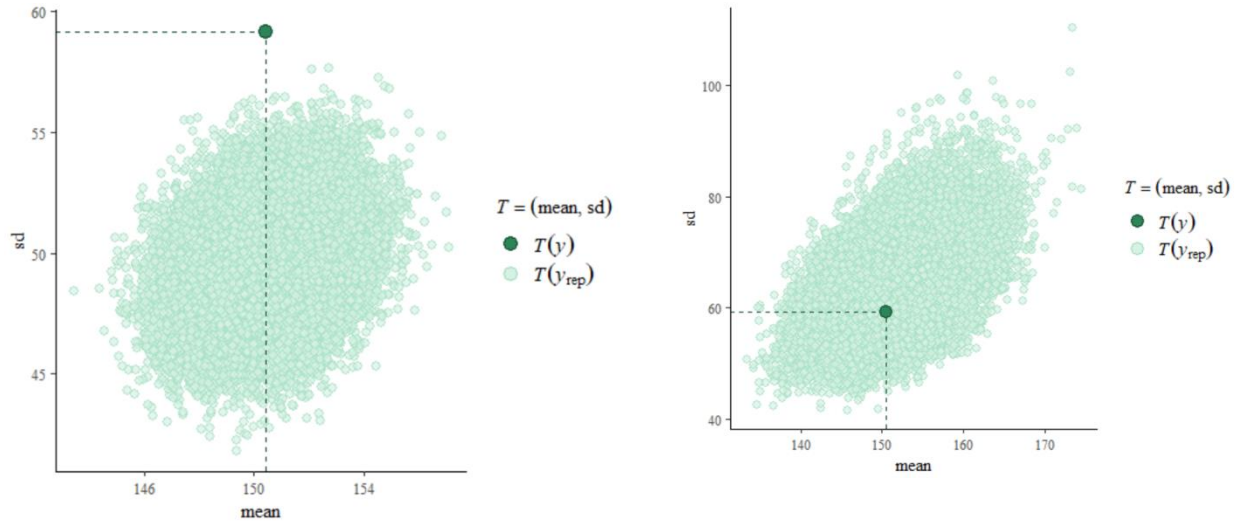 60
55
50
45
sd
146 150 154
mean
T = (mean, sd)
T(y)
T(y_rep)
100
80
60
40
sd
140 150 160 170
mean
T = (mean, sd)
T(y)
T(y_rep)